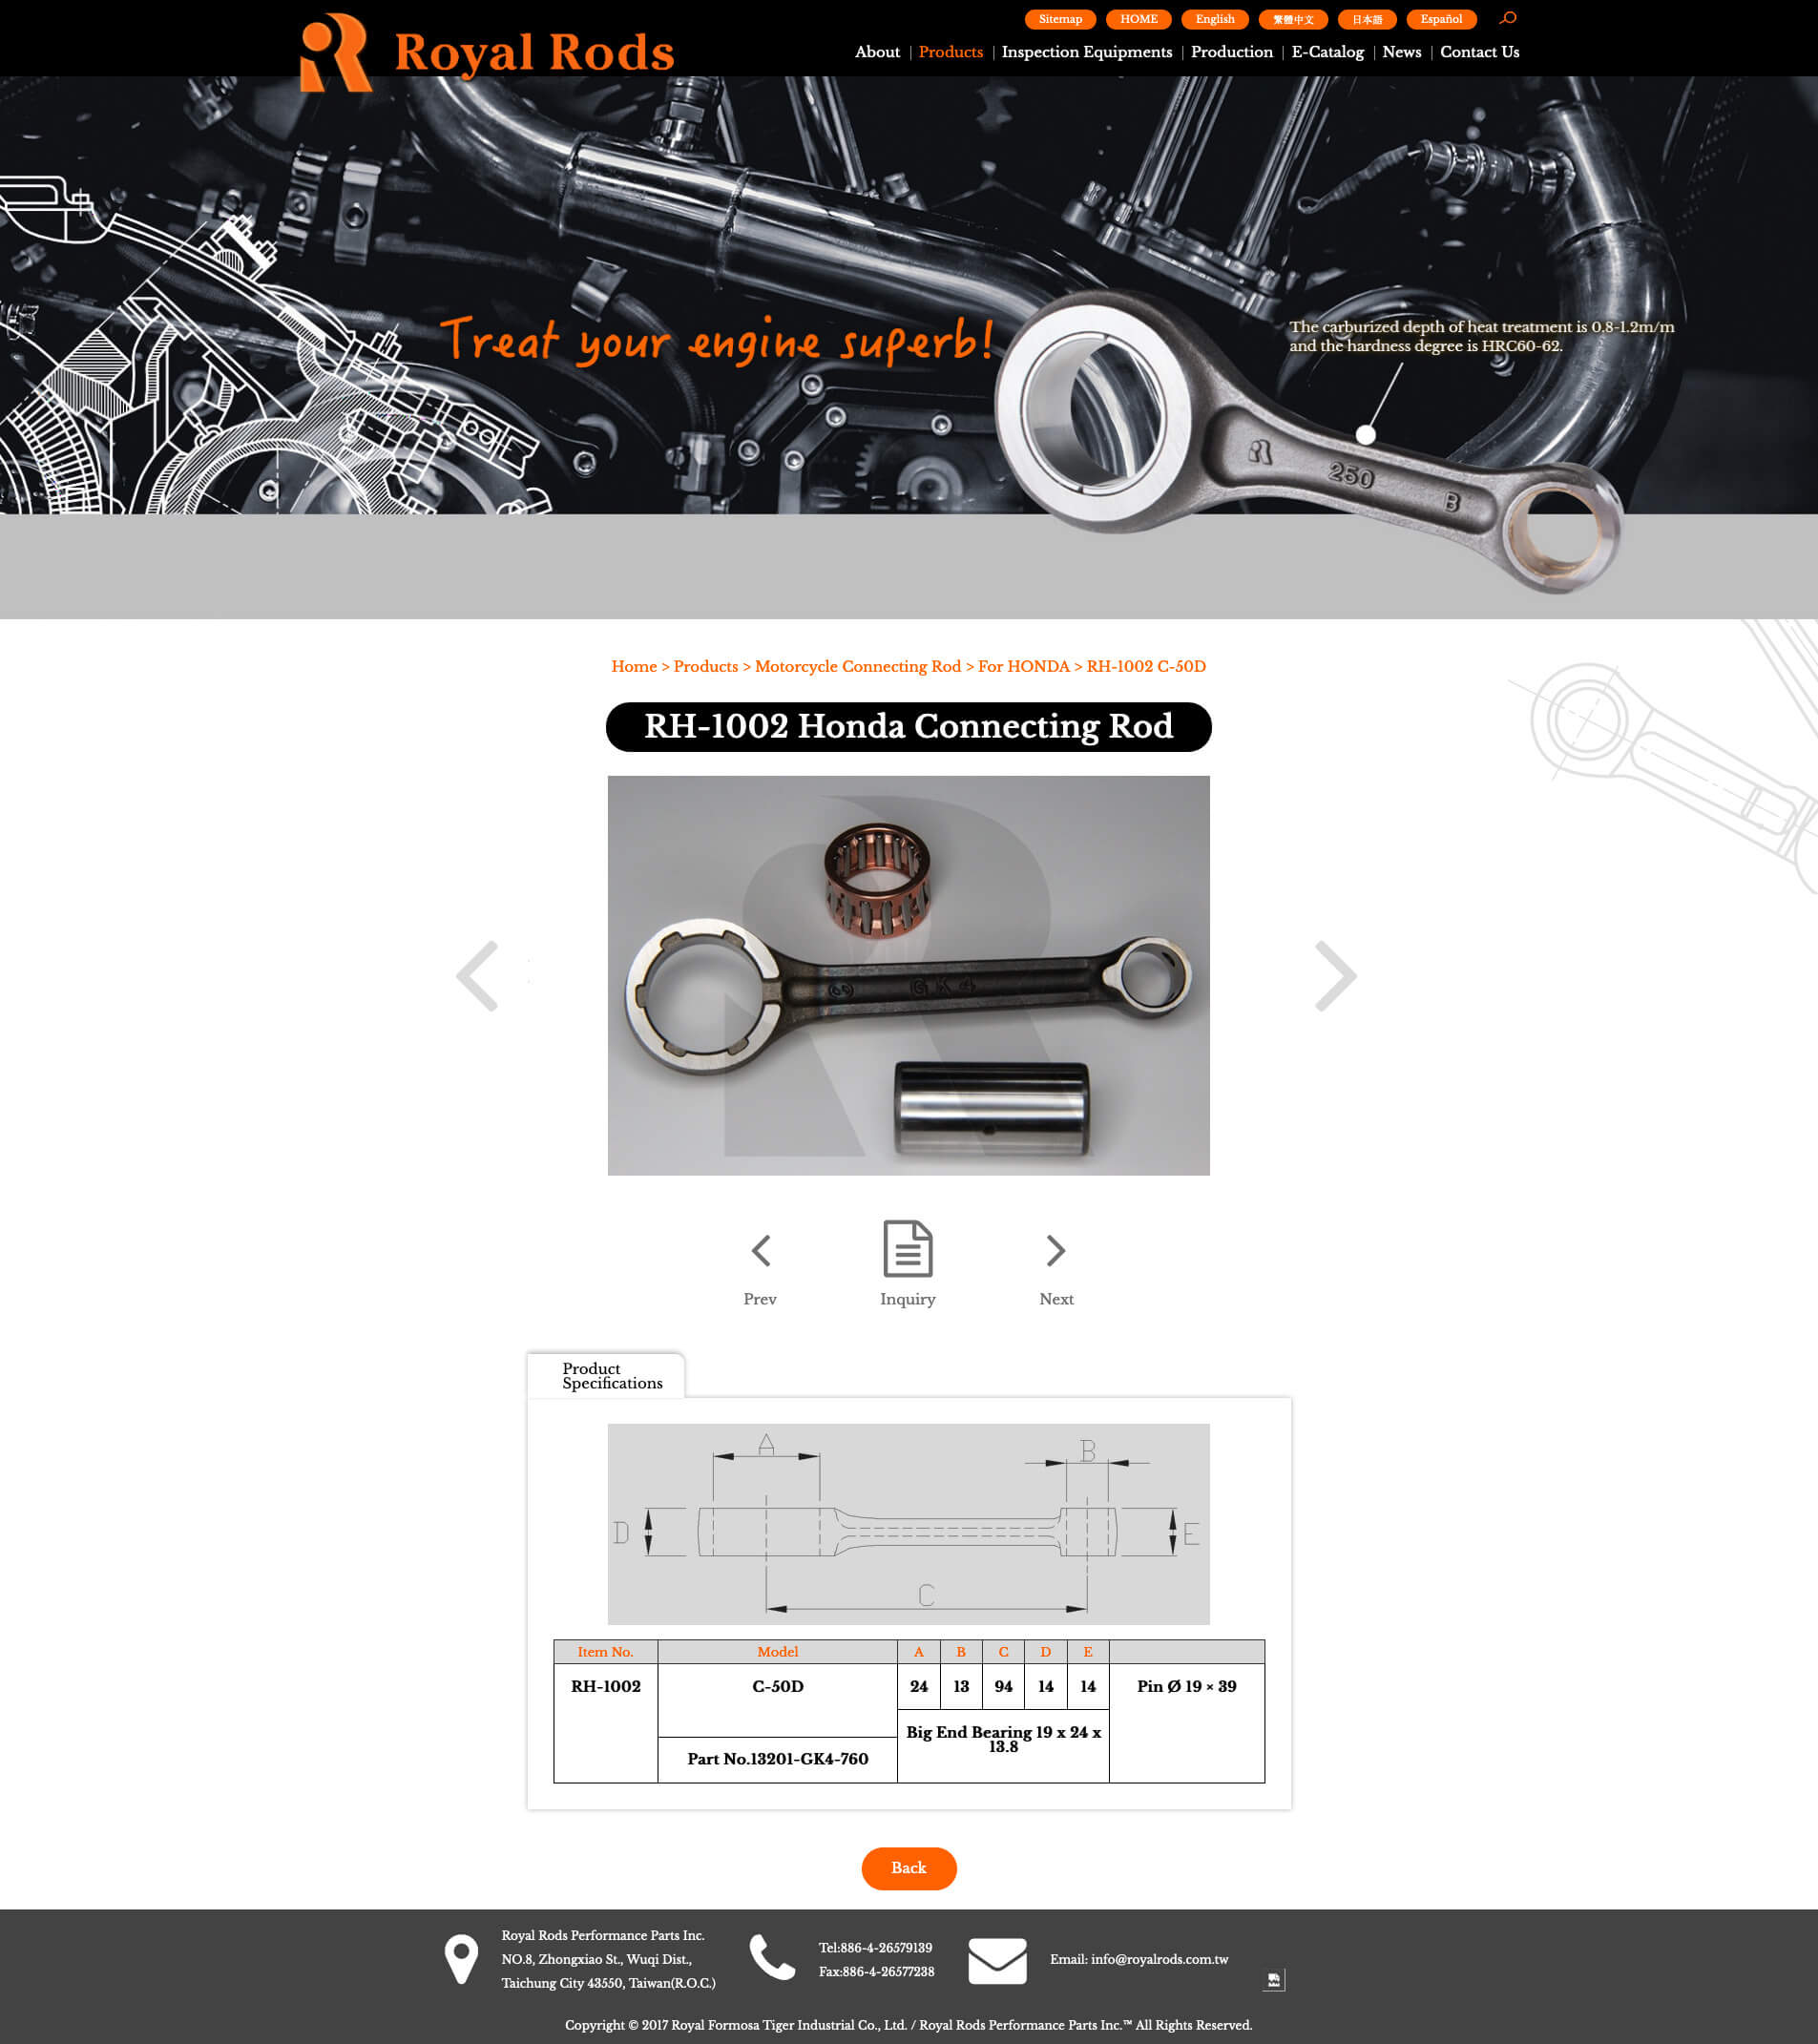 Royal Rods
Sitemap HOME English 繁體中文 日本語 Español
About Products Inspection Equipments Production E-Catalog News Contact Us
Treat your engine superb!
The carburized depth of heat treatment is 0.8-1.2m/m
and the hardness degree is HRC60-62.
250 B
Home > Products > Motorcycle Connecting Rod > For HONDA > RH-1002 C-50D
RH-1002 Honda Connecting Rod
GK4
Prev Inquiry Next
Product
Specifications
A B
D E
C
Item No. Model A B C D E
RH-1002 C-50D 24 13 94 14 14 Pin Ø 19 × 39
Big End Bearing 19 x 24 x
13.8
Part No.13201-GK4-760
Back
Royal Rods Performance Parts Inc.
NO.8, Zhongxiao St., Wuqi Dist.,
Taichung City 43550, Taiwan(R.O.C.)
Tel:886-4-26579139
Fax:886-4-26577238
Email: info@royalrods.com.tw
Copyright © 2017 Royal Formosa Tiger Industrial Co., Ltd. / Royal Rods Performance Parts Inc.™ All Rights Reserved.